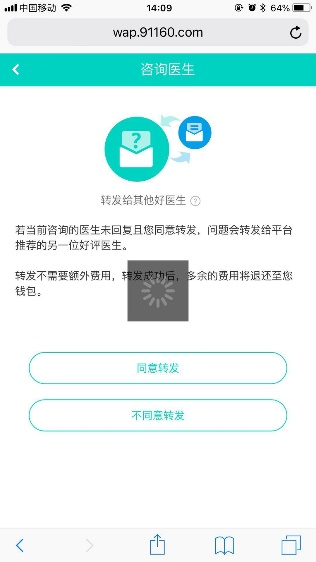 中国移动
14:09
64%
wap.91160.com
咨询医生
?
转发给其他好医生 ?
若当前咨询的医生未回复且您同意转发，问题会转发给平台
推荐的另一位好评医生。
转发不需要额外费用，转发成功后，多余的费用将退还至您
钱包。
同意转发
不同意转发